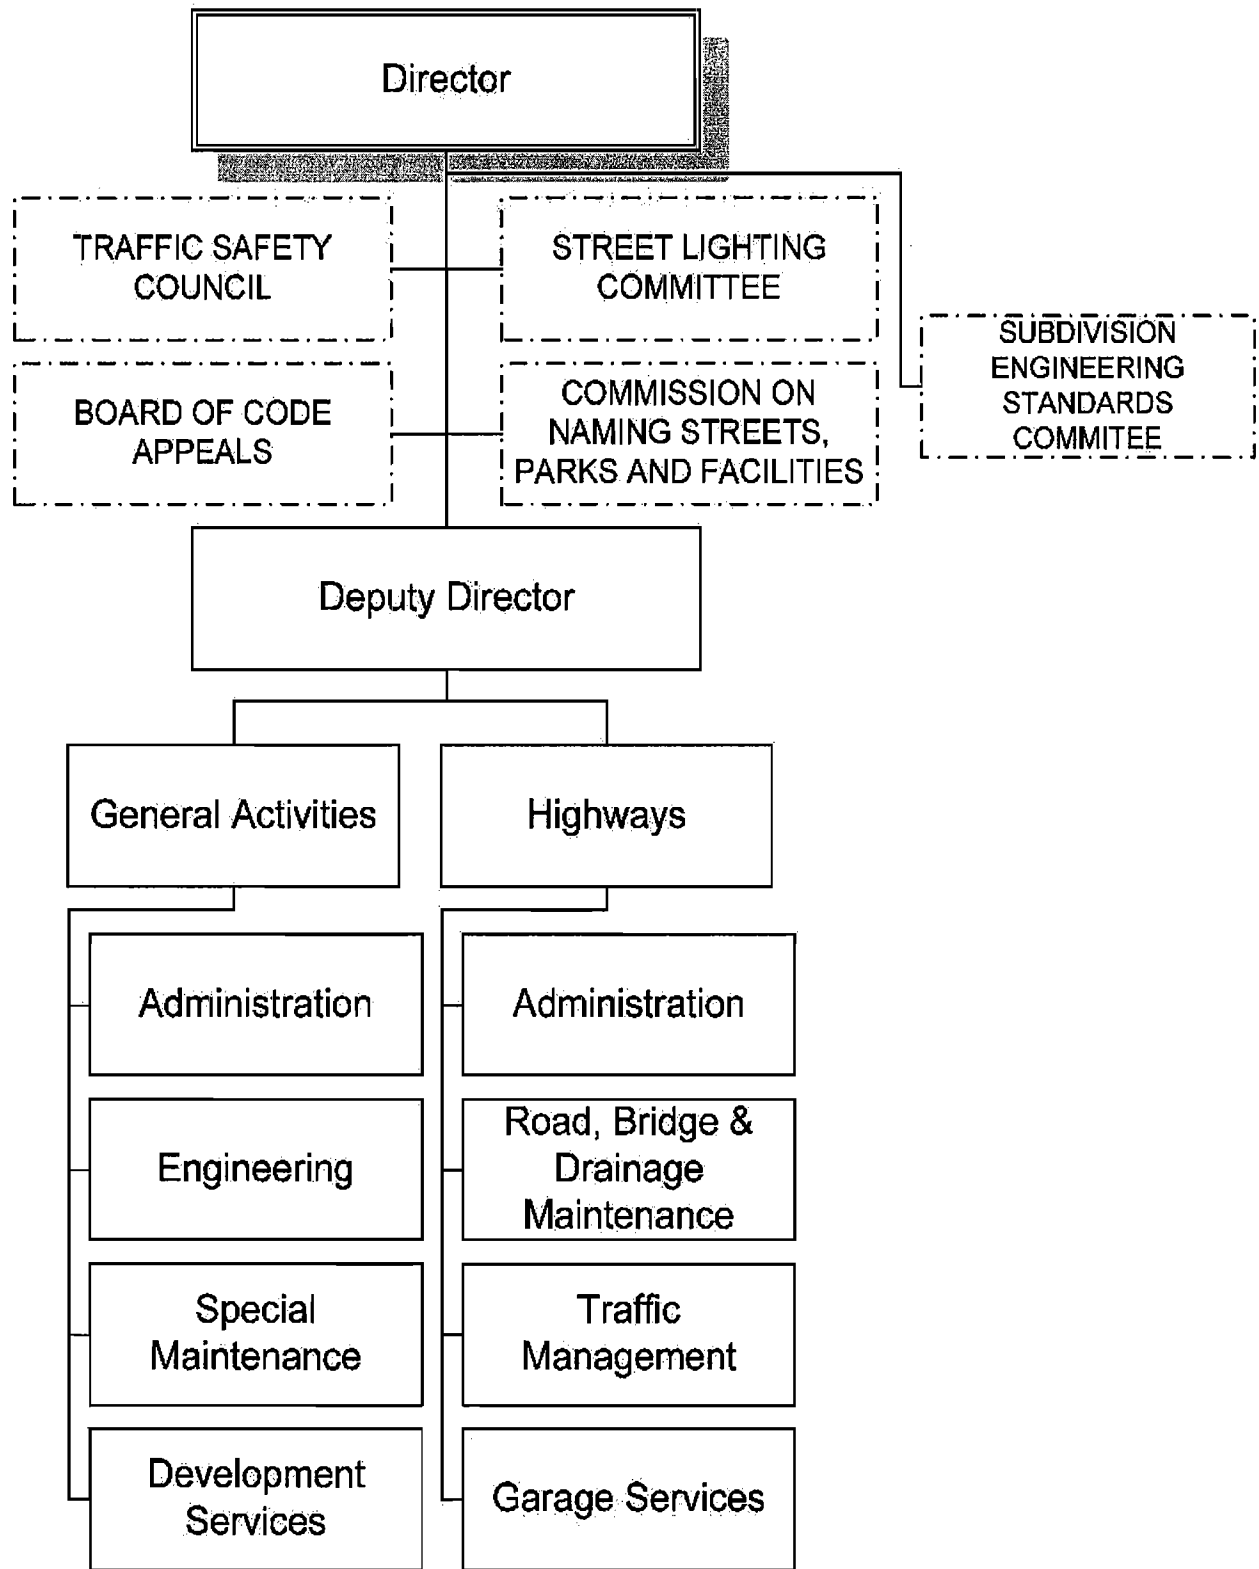 Director
TRAFFIC SAFETY
COUNCIL
STREET LIGHTING
COMMITTEE
SUBDIVISION
ENGINEERING
STANDARDS
COMMITEE
BOARD OF CODE
APPEALS
COMMISSION ON
NAMING STREETS,
PARKS AND FACILITIES
Deputy Director
General Activities
Highways
Administration
Engineering
Special
Maintenance
Development
Services
Administration
Road, Bridge &
Drainage
Maintenance
Traffic
Management
Garage Services